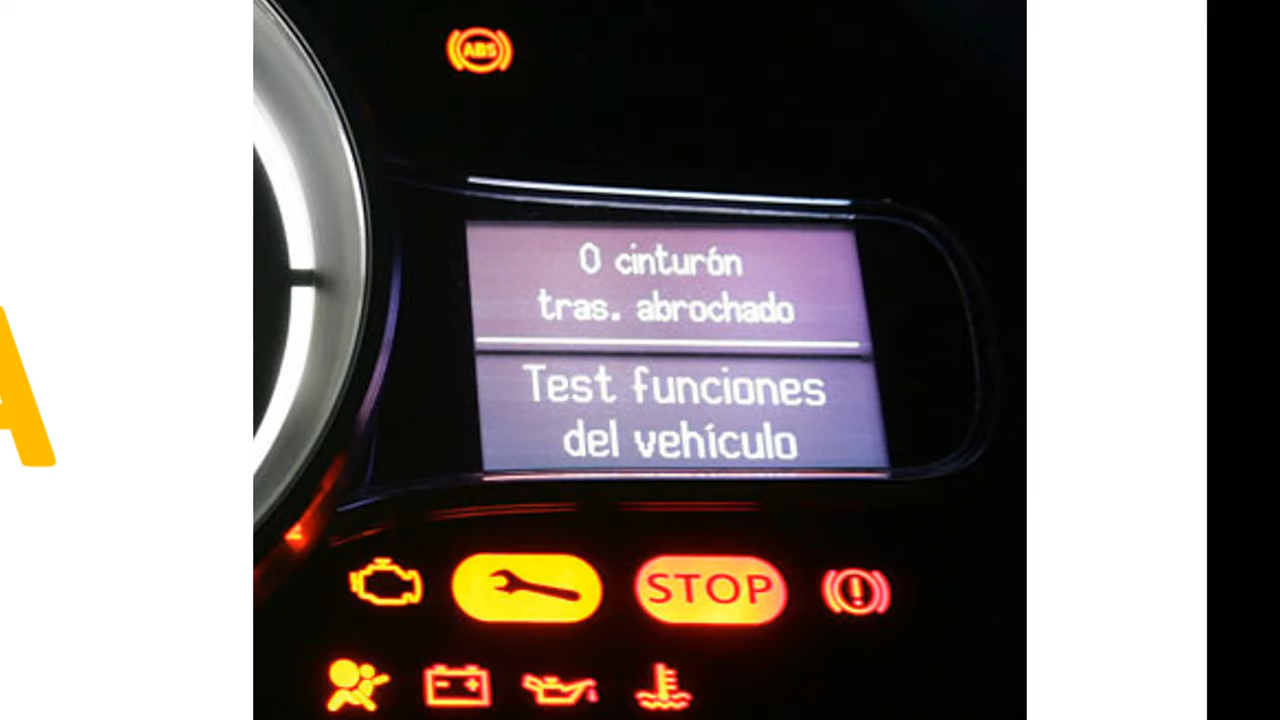 A
ABS
0 cinturón
tras. abrochado
Test funciones
del vehículo
STOP